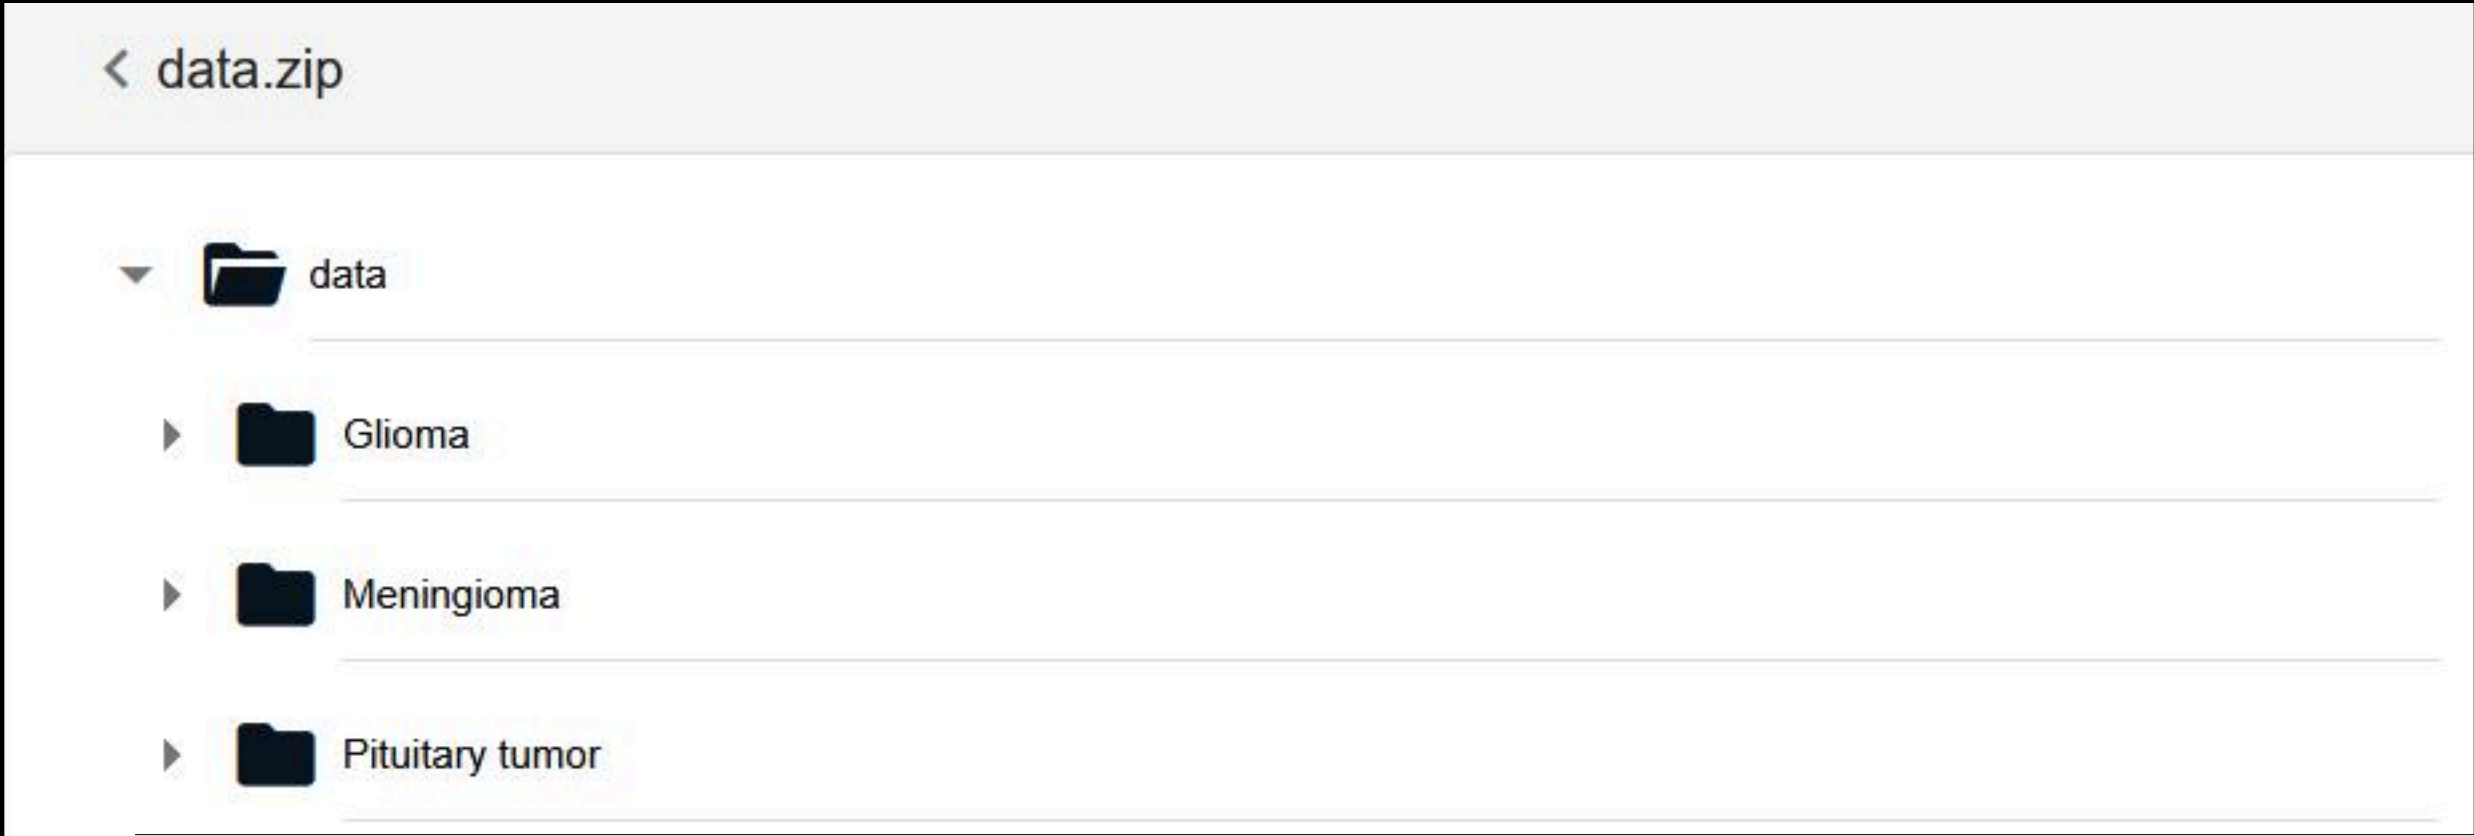 data.zip
data
Glioma
Meningioma
Pituitary tumor